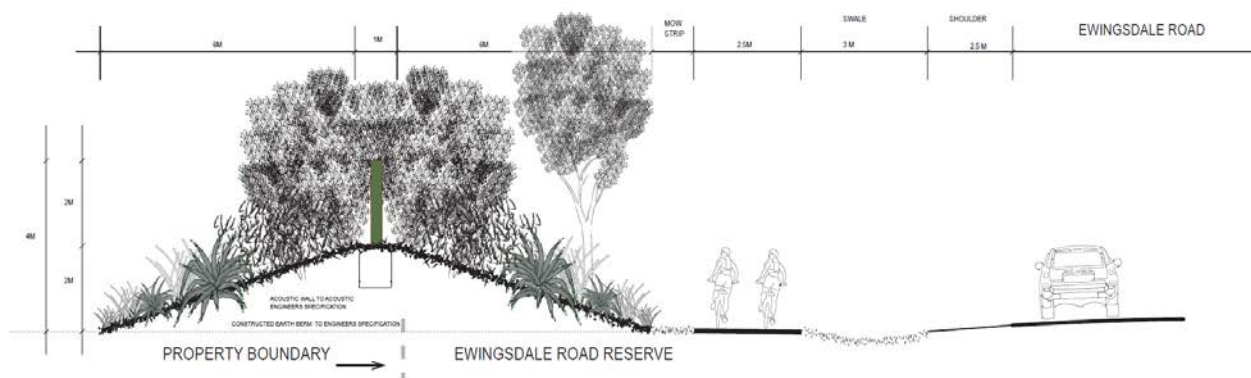 MOW
STRIP
SWALE
SHOULDER
EWINGSDALE ROAD
6M
1M
6M
2.5M
3 M
2.5 M
4M
2M
2M
ACOUSTIC WALL TO ACOUSTIC
ENGINEERS SPECIFICATION
CONSTRUCTED EARTH BERM TO ENGINEERS SPECIFICATION
PROPERTY BOUNDARY
EWINGSDALE ROAD RESERVE